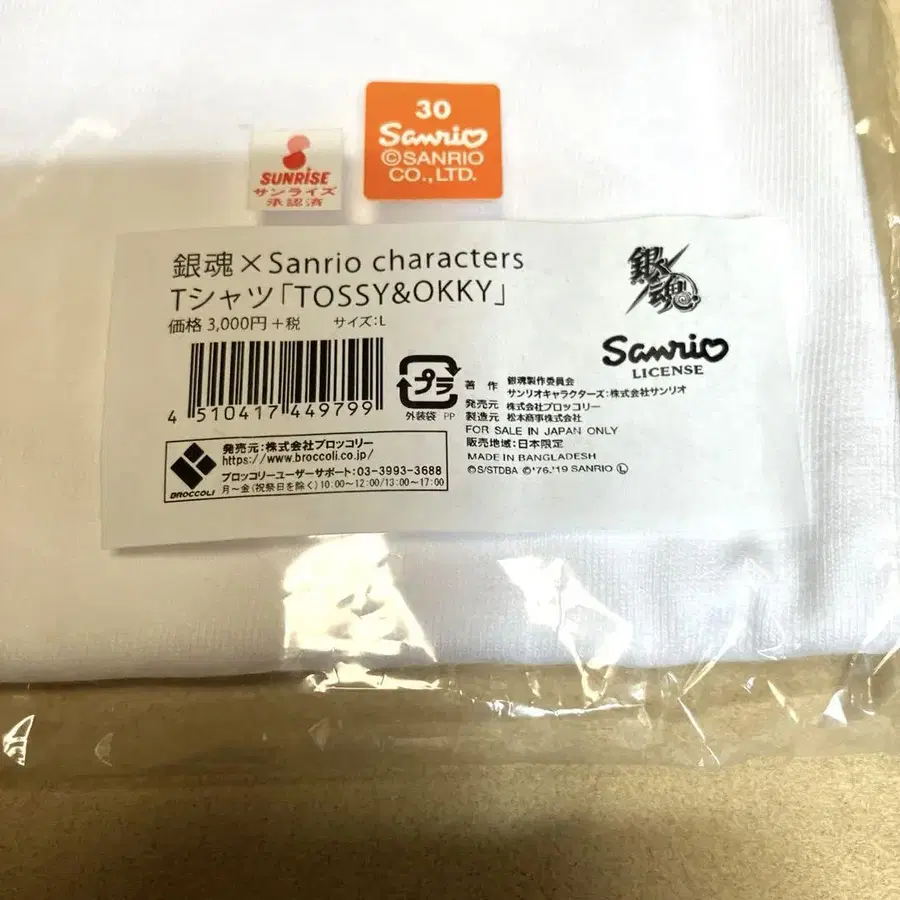 30
Sanrio
©SANRIO
CO.,LTD.
SUNRISE
サンライズ
承認済
銀魂×Sanrio characters
Tシャツ「TOSSY&OKKY」
価格 3,000円+税 サイズ:L
4 510417 449799
プラ
外装袋 PP
銀魂
Sanrio
LICENSE
著 作 銀魂製作委員会
サンリオキャラクターズ:株式会社サンリオ
発売元 株式会社ブロッコリー
製造元 松本商事株式会社
FOR SALE IN JAPAN ONLY
販売地域:日本限定
MADE IN BANGLADESH
©S/STDBA ©'76,'19 SANRIO Ⓛ
BROCCOLI
発売元:株式会社ブロッコリー
https://www.broccoli.co.jp/
ブロッコリーユーザーサポート:03-3993-3688
月~金(祝祭日を除く)10:00~12:00/13:00~17:00